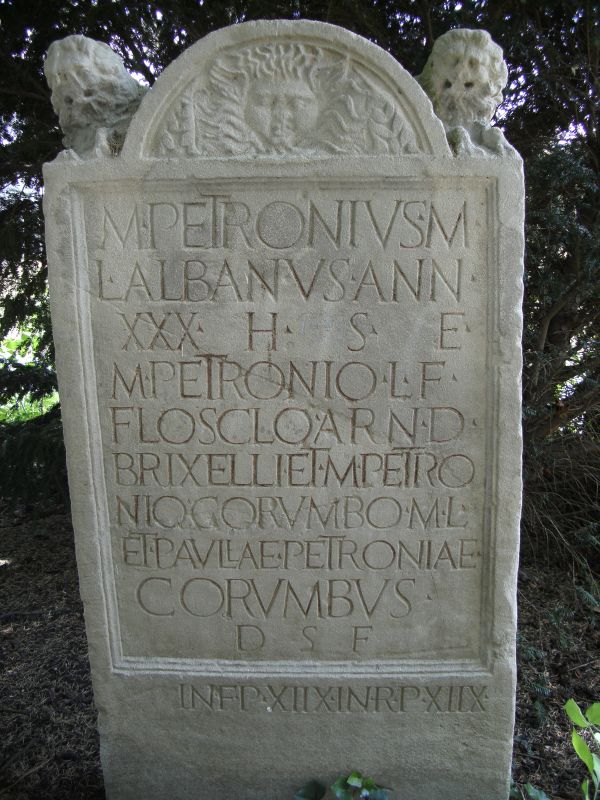 M·PETRONIVS·M
L·ALBANVS·ANN·
XXX· H· S· E
M·PETRONIO·L·F·
FLOSCLO·ARN·D·
BRIXELLI·ET·M·PETRO
NIO·CORVMBO·M·L
ET·PAVLLAE·PETRONIAE·
CORVMBVS·
D S F
IN·F·P·XIIX·IN·R·P·XIIX